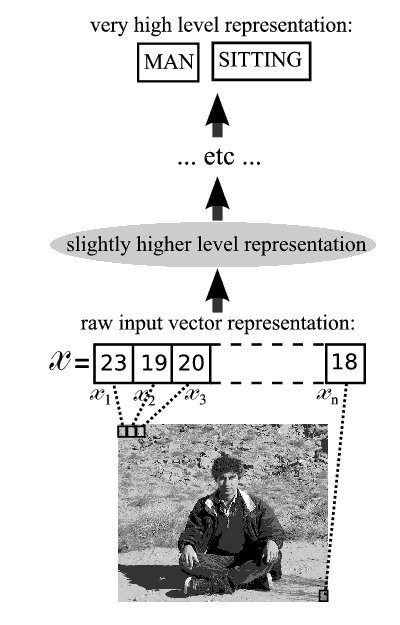 very high level representation:
MAN SITTING
... etc ...
slightly higher level representation
raw input vector representation:
x = 23 19 20 18
x₁ x₂ x₃ xₙ